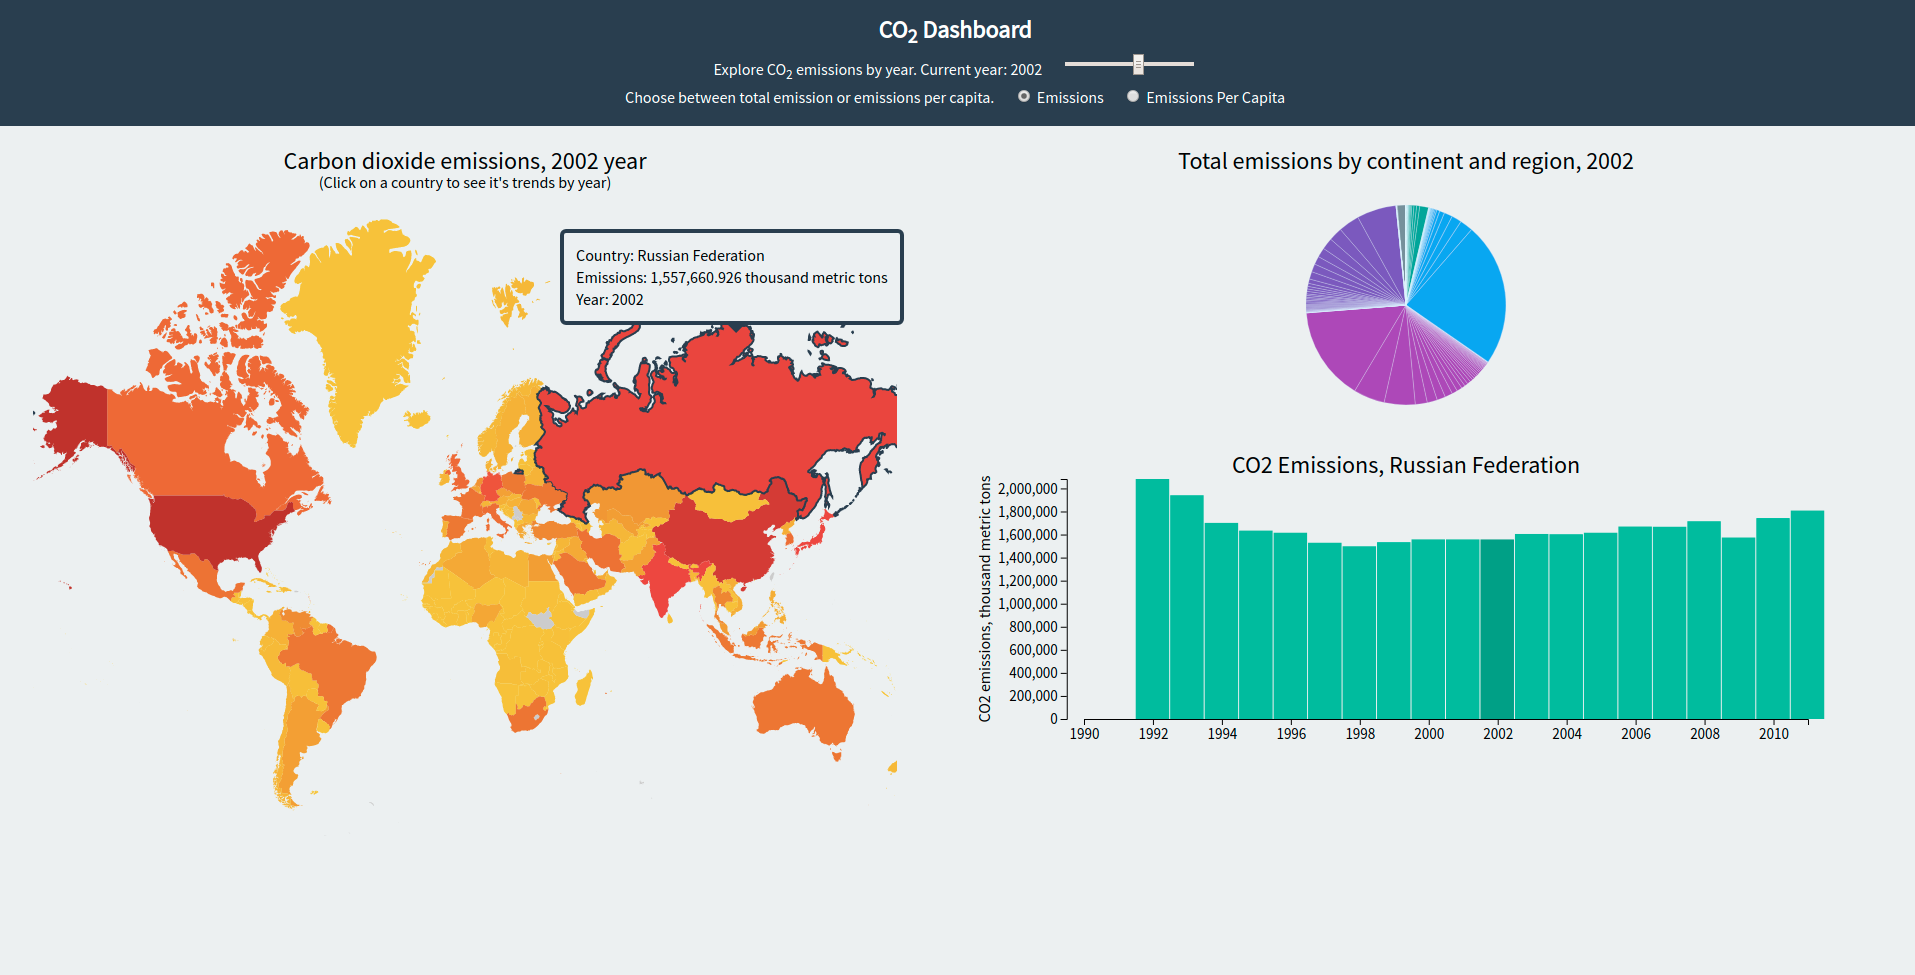 CO2 Dashboard
Explore CO2 emissions by year. Current year: 2002
Choose between total emission or emissions per capita. Emissions Emissions Per Capita
Carbon dioxide emissions, 2002 year
(Click on a country to see it's trends by year)
Country: Russian Federation
Emissions: 1,557,660.926 thousand metric tons
Year: 2002
Total emissions by continent and region, 2002
CO2 Emissions, Russian Federation
CO2 emissions, thousand metric tons
2,000,000
1,800,000
1,600,000
1,400,000
1,200,000
1,000,000
800,000
600,000
400,000
200,000
0
1990 1992 1994 1996 1998 2000 2002 2004 2006 2008 2010